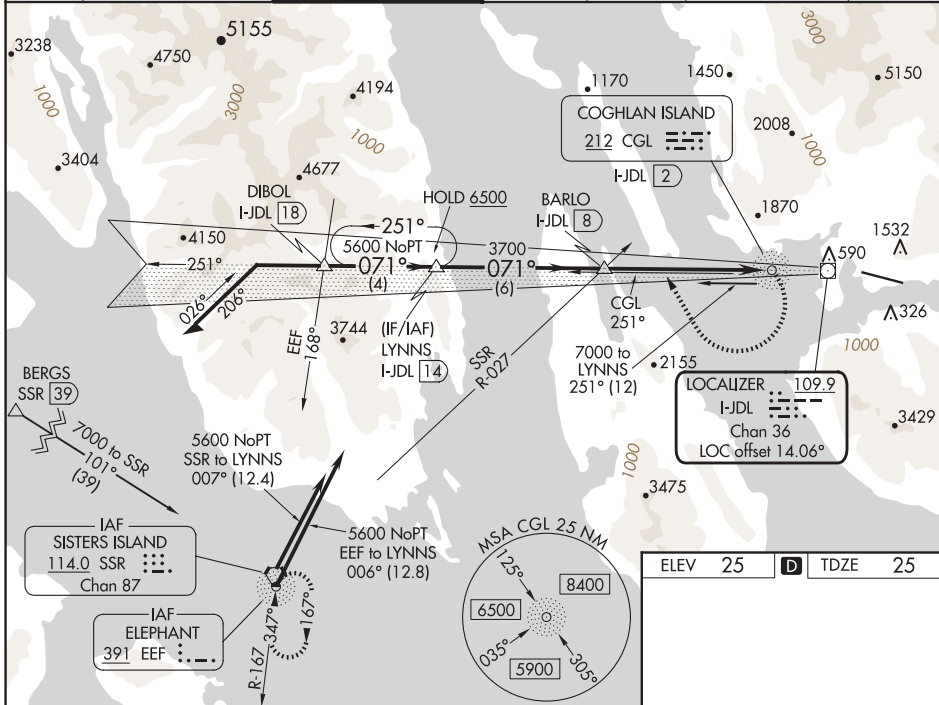 3238
5155
4750
1000
3000
4194
1000
3404
4677
1170
1450
3000
5150
COGHLAN ISLAND
212 CGL
2008
1000
I-JDL 2
DIBOL
I-JDL 18
HOLD 6500
BARLO
I-JDL 8
1870
1532
4150
251°
5600 NoPT
3700
590
251°
071°
(4)
071°
(6)
026°
206°
CGL
251°
326
EEF
168°
3744
(IF/IAF)
LYNNS
I-JDL 14
SSR
R-027
7000 to
LYNNS
251° (12)
2155
1000
BERGS
SSR 39
LOCALIZER 109.9
I-JDL
Chan 36
LOC offset 14.06°
3429
7000 to SSR
101°
(39)
5600 NoPT
SSR to LYNNS
007° (12.4)
1000
3475
IAF
SISTERS ISLAND
114.0 SSR
Chan 87
5600 NoPT
EEF to LYNNS
006° (12.8)
MSA CGL 25 NM
125°
8400
6500
035°
5900
305°
ELEV 25 D TDZE 25
IAF
ELEPHANT
391 EEF
347°
167°
R-167